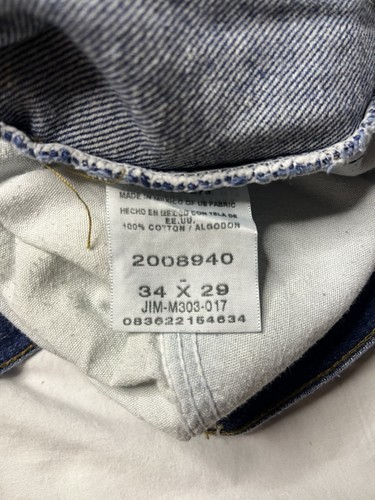 MADE IN MEXICO OF US FABRIC
HECHO EN MEXICO CON TELA DE
EE.UU.
100% COTTON / ALGODON
2008940
-
34 X 29
JIM-M303-017
083622154634